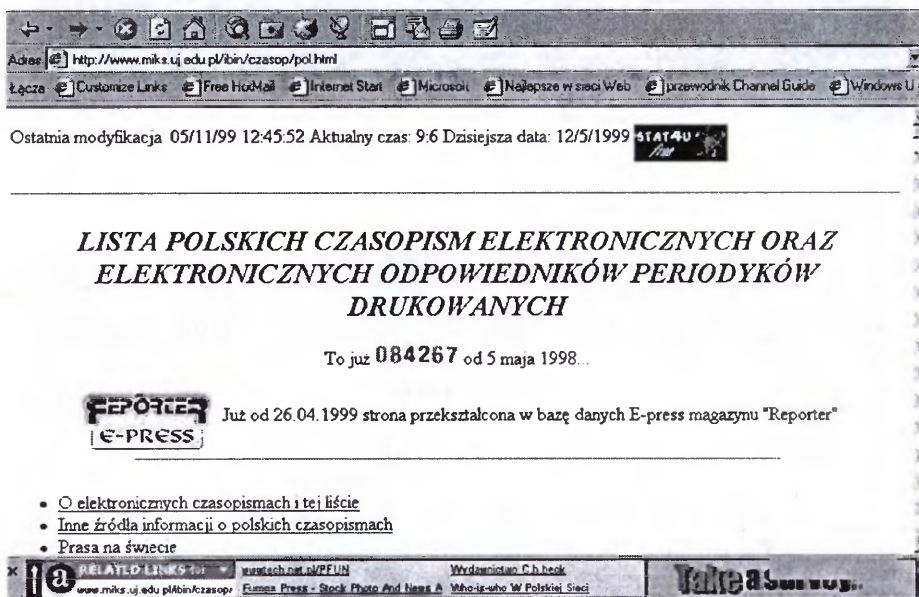 Adres http://www.miks.uj.edu.pl/ibin/czasop/pol.html
Łącza Customize Links Free HotMail Internet Start Microsoft Najlepsze w sieci Web przewodnik Channel Guide Windows U
Ostatnia modyfikacja: 05/11/99 12:45:52 Aktualny czas: 9:6 Dzisiejsza data: 12/5/1999 STAT4U free
LISTA POLSKICH CZASOPISM ELEKTRONICZNYCH ORAZ
ELEKTRONICZNYCH ODPOWIEDNIKÓW PERIODYKÓW
DRUKOWANYCH
To już 084267 od 5 maja 1998...
REPORTER
E-PRESS
Już od 26.04.1999 strona przekształcona w bazę danych E-press magazynu "Reporter"
• O elektronicznych czasopismach i tej liście
• Inne źródła informacji o polskich czasopismach
• Prasa na świecie
RELATED LINKS for Wydawnictwo C.h.beck
www.miks.uj.edu.pl/ibin/czasop/ Europa Press - Stock Photo And News A Who-is-who W Polskiej Sieci
Take a